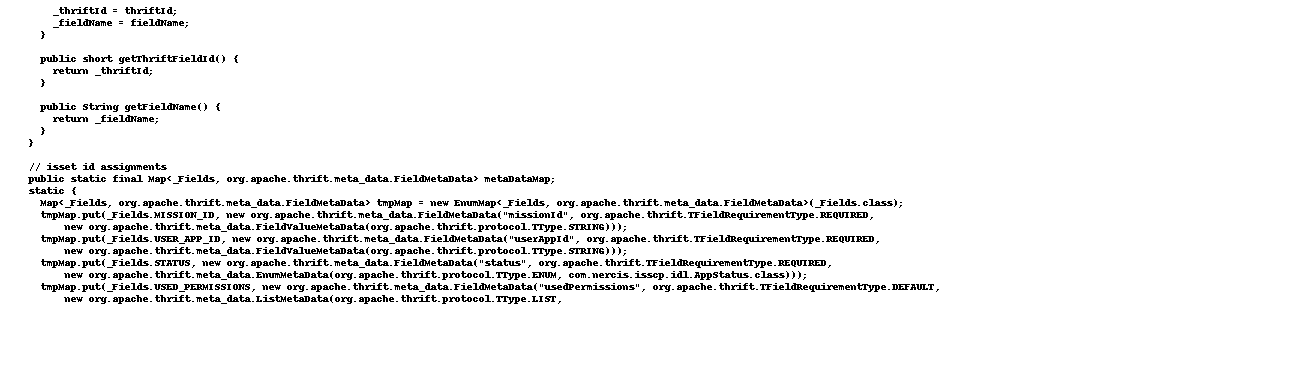 _thriftId = thriftId;
_fieldName = fieldName;
}
public short getThriftFieldId() {
return _thriftId;
}
public String getFieldName() {
return _fieldName;
}
}
// isset id assignments
public static final Map<_Fields, org.apache.thrift.meta_data.FieldMetaData> metaDataMap;
static {
Map<_Fields, org.apache.thrift.meta_data.FieldMetaData> tmpMap = new EnumMap<_Fields, org.apache.thrift.meta_data.FieldMetaData>(_Fields.class);
tmpMap.put(_Fields.MISSION_ID, new org.apache.thrift.meta_data.FieldMetaData("missionId", org.apache.thrift.TFieldRequirementType.REQUIRED,
new org.apache.thrift.meta_data.FieldValueMetaData(org.apache.thrift.protocol.TType.STRING)));
tmpMap.put(_Fields.USER_APP_ID, new org.apache.thrift.meta_data.FieldMetaData("userAppId", org.apache.thrift.TFieldRequirementType.REQUIRED,
new org.apache.thrift.meta_data.FieldValueMetaData(org.apache.thrift.protocol.TType.STRING)));
tmpMap.put(_Fields.STATUS, new org.apache.thrift.meta_data.FieldMetaData("status", org.apache.thrift.TFieldRequirementType.REQUIRED,
new org.apache.thrift.meta_data.EnumMetaData(org.apache.thrift.protocol.TType.ENUM, com.nercis.isscp.idl.AppStatus.class)));
tmpMap.put(_Fields.USED_PERMISSIONS, new org.apache.thrift.meta_data.FieldMetaData("usedPermissions", org.apache.thrift.TFieldRequirementType.DEFAULT,
new org.apache.thrift.meta_data.ListMetaData(org.apache.thrift.protocol.TType.LIST,